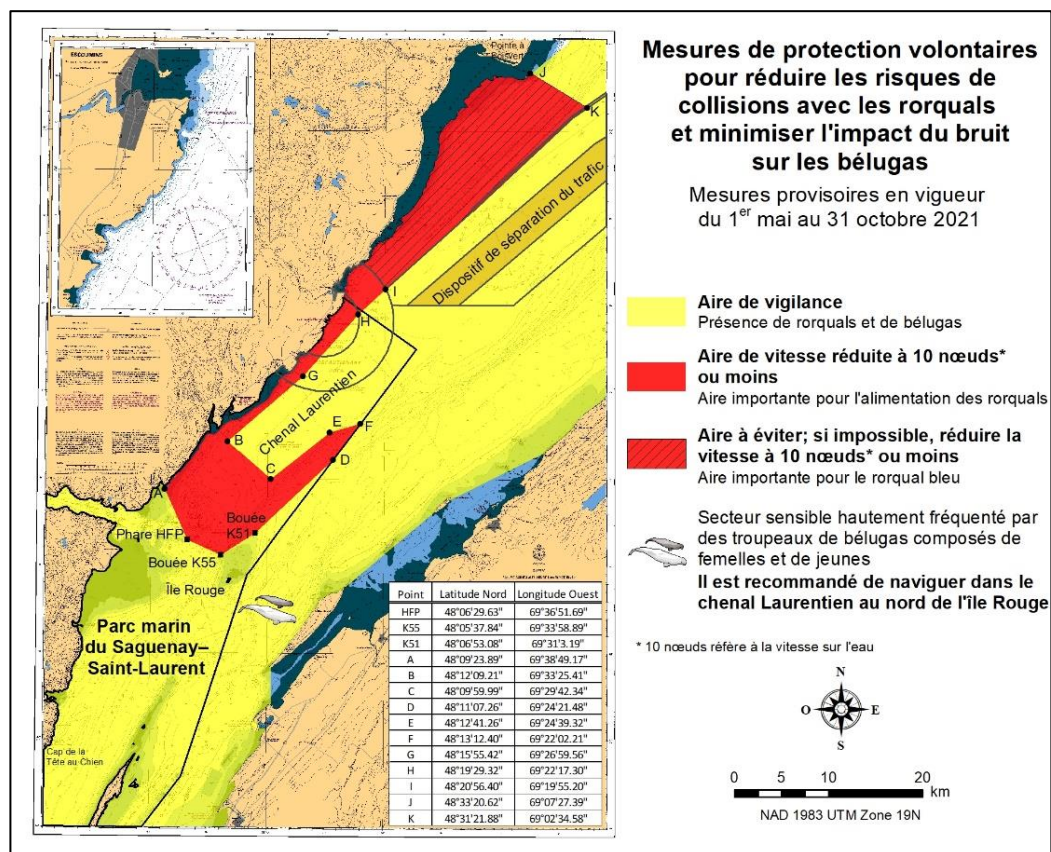 Mesures de protection volontaires
pour réduire les risques de
collisions avec les rorquals
et minimiser l'impact du bruit
sur les bélugas
Mesures provisoires en vigueur
du 1er mai au 31 octobre 2021
Aire de vigilance
Présence de rorquals et de bélugas
Aire de vitesse réduite à 10 nœuds*
ou moins
Aire importante pour l'alimentation des rorquals
Aire à éviter; si impossible, réduire la
vitesse à 10 nœuds* ou moins
Aire importante pour le rorqual bleu
Secteur sensible hautement fréquenté par
des troupeaux de bélugas composés de
femelles et de jeunes
Il est recommandé de naviguer dans le
chenal Laurentien au nord de l'île Rouge
* 10 nœuds réfère à la vitesse sur l'eau
N
O E
S
0 5 10 20
km
NAD 1983 UTM Zone 19N
ESCOUMINS
Pointe à
J
K
Dispositif de séparation du trafic
I
H
G
Chenal Laurentien
B
E
F
D
C
A
Phare HFP
Bouée
K51
Bouée K55
Île Rouge
Parc marin
du Saguenay–
Saint-Laurent
Cap de la
Tête au Chien
Point Latitude Nord Longitude Ouest
HFP 48°06'29.63" 69°36'51.69"
K55 48°05'37.84" 69°33'58.89"
K51 48°06'53.08" 69°31'3.19"
A 48°09'23.89" 69°38'49.17"
B 48°12'09.21" 69°33'25.41"
C 48°09'59.99" 69°29'42.34"
D 48°11'07.26" 69°24'21.48"
E 48°12'41.26" 69°24'39.32"
F 48°13'12.40" 69°22'02.21"
G 48°15'55.42" 69°26'59.56"
H 48°19'29.32" 69°22'17.30"
I 48°20'56.40" 69°19'55.20"
J 48°33'20.62" 69°07'27.39"
K 48°31'21.88" 69°02'34.58"